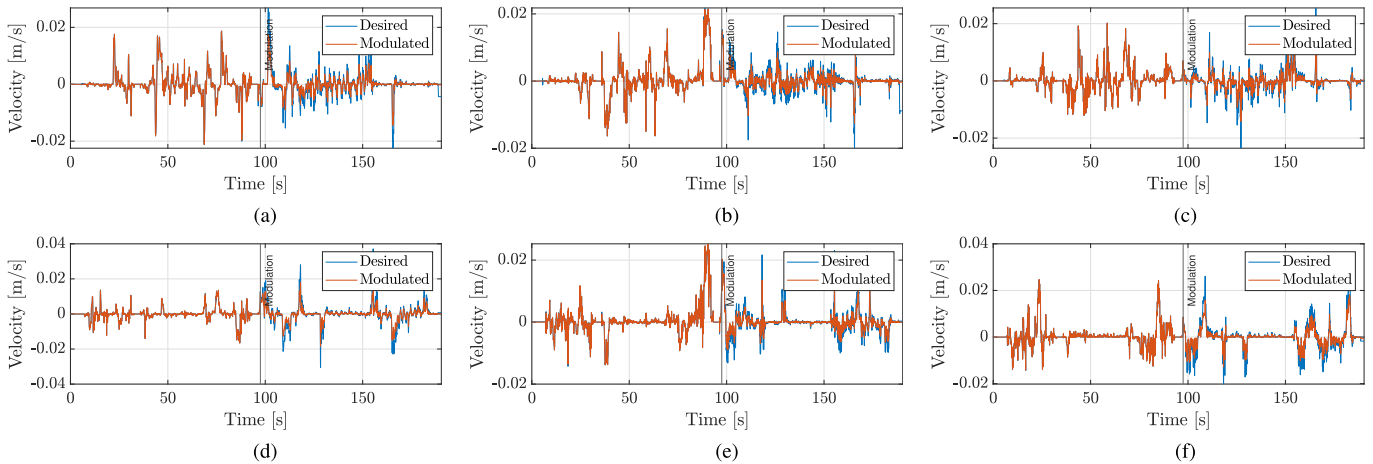 Velocity [m/s]
0.02
0
-0.02
Modulation
Desired
Modulated
0
50
100
150
Time [s]
(a)
Velocity [m/s]
0.02
0
-0.02
Modulation
Desired
Modulated
0
50
100
150
Time [s]
(b)
Velocity [m/s]
0.02
0
-0.02
Modulation
Desired
Modulated
0
50
100
150
Time [s]
(c)
Velocity [m/s]
0.04
0.02
0
-0.02
-0.04
Modulation
Desired
Modulated
0
50
100
150
Time [s]
(d)
Velocity [m/s]
0.02
0
-0.02
Modulation
Desired
Modulated
0
50
100
150
Time [s]
(e)
Velocity [m/s]
0.04
0.02
0
-0.02
Modulation
Desired
Modulated
0
50
100
150
Time [s]
(f)